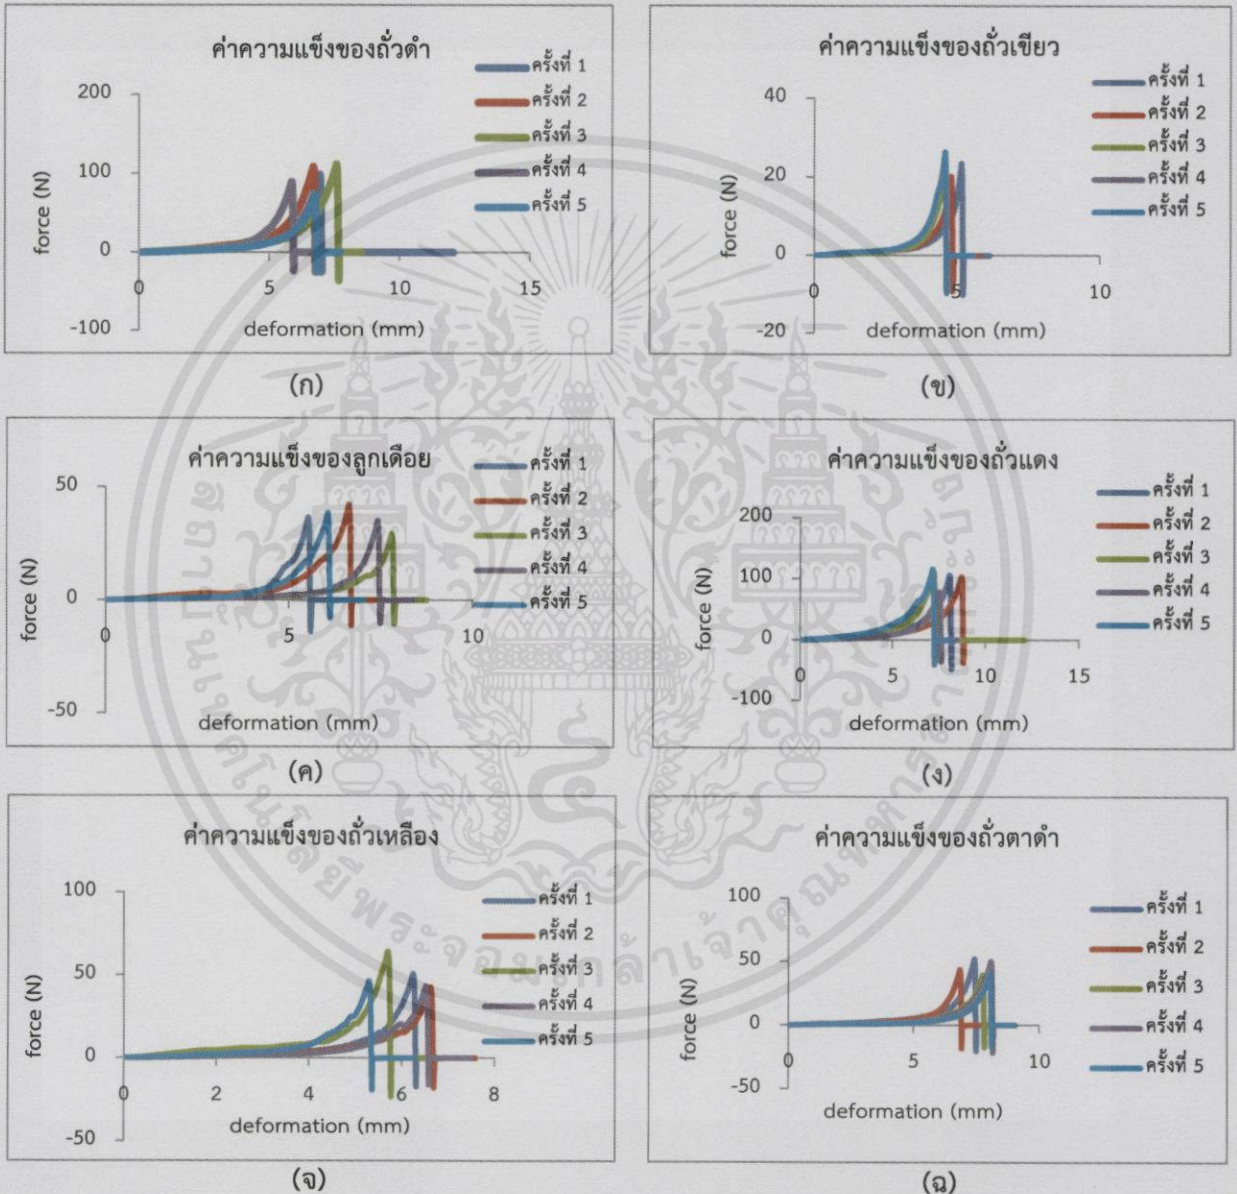 ค่าความแข็งของถั่วดำ
ครั้งที่ 1
ครั้งที่ 2
ครั้งที่ 3
ครั้งที่ 4
ครั้งที่ 5
200
100
0
-100
force (N)
0 5 10 15
deformation (mm)
(ก)
ค่าความแข็งของถั่วเขียว
ครั้งที่ 1
ครั้งที่ 2
ครั้งที่ 3
ครั้งที่ 4
ครั้งที่ 5
40
20
0
-20
force (N)
0 5 10
deformation (mm)
(ข)
ค่าความแข็งของลูกเดือย
ครั้งที่ 1
ครั้งที่ 2
ครั้งที่ 3
ครั้งที่ 4
ครั้งที่ 5
50
0
-50
force (N)
0 5 10
deformation (mm)
(ค)
ค่าความแข็งของถั่วแดง
ครั้งที่ 1
ครั้งที่ 2
ครั้งที่ 3
ครั้งที่ 4
ครั้งที่ 5
200
100
0
-100
force (N)
0 5 10 15
deformation (mm)
(ง)
ค่าความแข็งของถั่วเหลือง
ครั้งที่ 1
ครั้งที่ 2
ครั้งที่ 3
ครั้งที่ 4
ครั้งที่ 5
100
50
0
-50
force (N)
0 2 4 6 8
deformation (mm)
(จ)
ค่าความแข็งของถั่วตาดำ
ครั้งที่ 1
ครั้งที่ 2
ครั้งที่ 3
ครั้งที่ 4
ครั้งที่ 5
100
50
0
-50
force (N)
0 5 10
deformation (mm)
(ฉ)